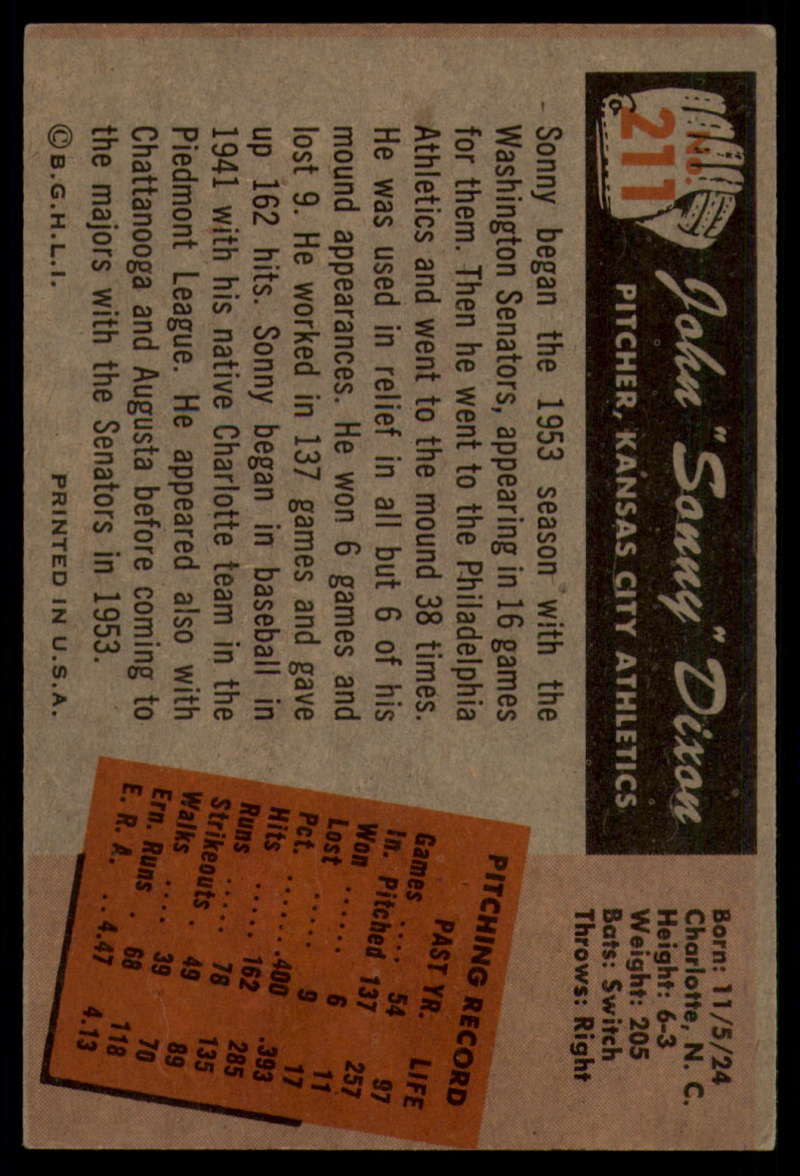 No.
211
John "Sonny" Dixon
PITCHER, KANSAS CITY ATHLETICS
Born: 11/5/24
Charlotte, N. C.
Height: 6-3
Weight: 205
Bats: Switch
Throws: Right
Sonny began the 1953 season with the
Washington Senators, appearing in 16 games
for them. Then he went to the Philadelphia
Athletics and went to the mound 38 times.
He was used in relief in all but 6 of his
mound appearances. He won 6 games and
lost 9. He worked in 137 games and gave
up 162 hits. Sonny began in baseball in
1941 with his native Charlotte team in the
Piedmont League. He appeared also with
Chattanooga and Augusta before coming to
the majors with the Senators in 1953.
© B.G.H.L.I. PRINTED IN U.S.A.
PITCHING RECORD
PAST YR. LIFE
Games .... 54 97
In. Pitched 137 257
Won ...... 6 11
Lost ..... 9 17
Pct. .......400 .393
Hits ..... 162 285
Runs ..... 78 135
Strikeouts . 49 89
Walks .... 39 70
Ern. Runs . 68 118
E. R. A. .. 4.47 4.13